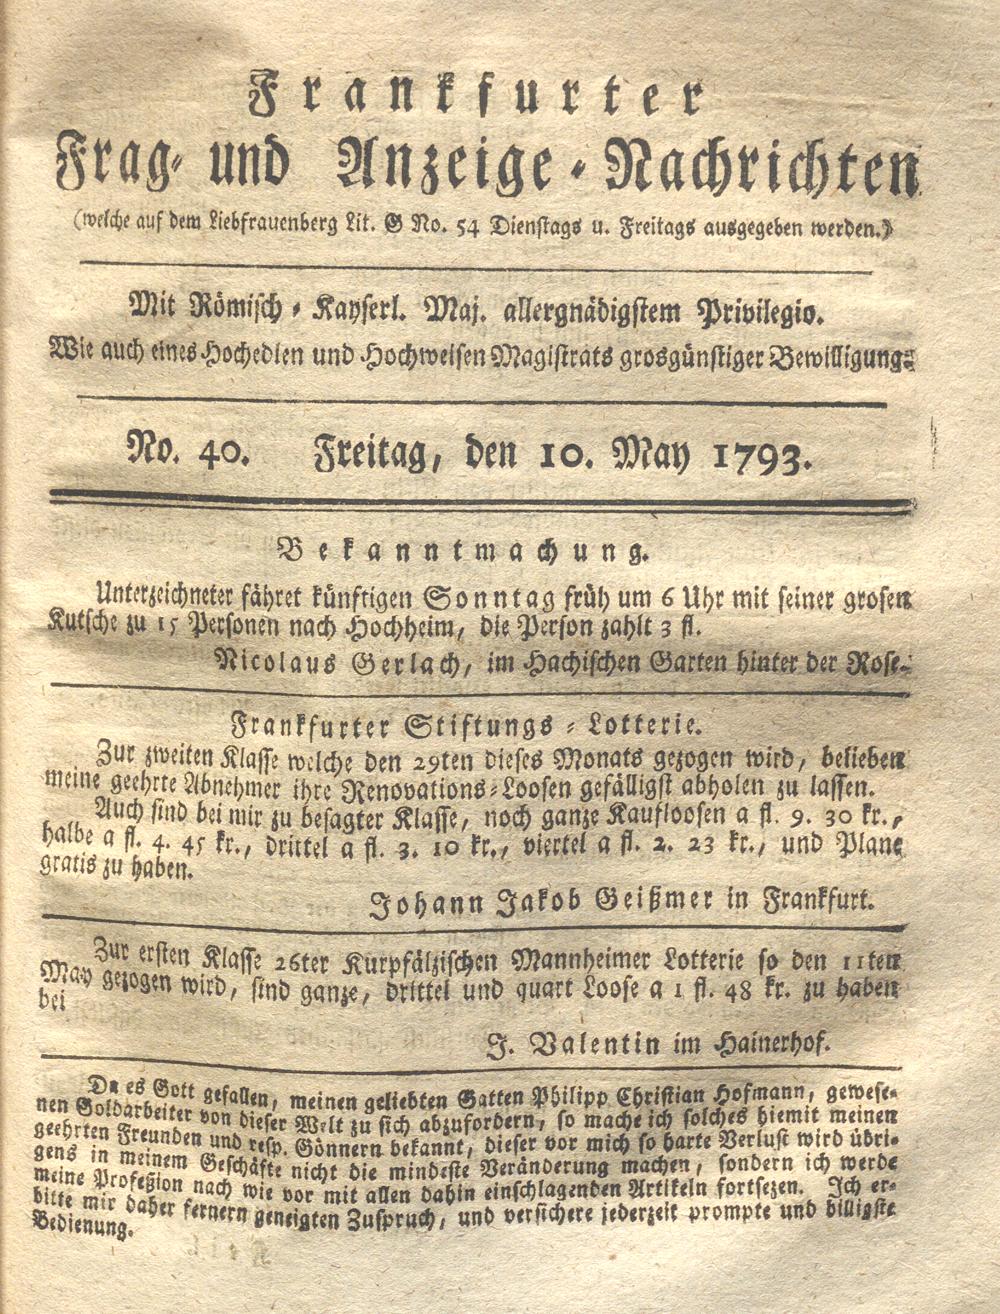 Frankfurter
Frag- und Anzeige-Nachrichten
(welche auf dem Liebfrauenberg Lit. G No. 54 Dienstags u. Freitags ausgegeben werden.)
Mit Römisch-Kayserl. Maj. allergnädigstem Privilegio.
Wie auch eines Hochedlen und Hochweisen Magistrats grosgünstiger Bewilligung.
No. 40. Freitag, den 10. May 1793.
Bekanntmachung.
Unterzeichneter fähret künftigen Sonntag früh um 6 Uhr mit seiner grosen
Kutsche zu 15 Personen nach Hochheim, die Person zahlt 3 fl.
Nicolaus Gerlach, im Hachischen Garten hinter der Rose.
Frankfurter Stiftungs-Lotterie.
Zur zweiten Klasse welche den 29ten dieses Monats gezogen wird, belieben
meine geehrte Abnehmer ihre Renovations-Loosen gefälligst abholen zu lassen.
Auch sind bei mir zu besagter Klasse, noch ganze Kaufloosen a fl. 9. 30 kr.,
halbe a fl. 4. 45 kr., drittel a fl. 3. 10 kr., viertel a fl. 2. 23 kr., und Plane
gratis zu haben.
Johann Jakob Geißmer in Frankfurt.
Zur ersten Klasse 26ter Kurpfälzischen Mannheimer Lotterie so den 11ten
May gezogen wird, sind ganze, drittel und quart Loose a 1 fl. 48 kr. zu haben
bei
J. Valentin im Hainerhof.
Da es Gott gefallen, meinen geliebten Gatten Philipp Christian Hofmann, gewese-
nen Goldarbeiter von dieser Welt zu sich abzufordern, so mache ich solches hiemit meinen
geehrten Freunden und resp. Gönnern bekannt, dieser vor mich so harte Verlust wird übri-
gens in meinem Geschäfte nicht die mindeste Veränderung machen, sondern ich werde
meine Profeßion nach wie vor mit allen dahin einschlagenden Artikeln fortsezen. Ich er-
bitte mir daher fernern geneigten Zuspruch, und versichere jederzeit prompte und billigste
Bedienung.